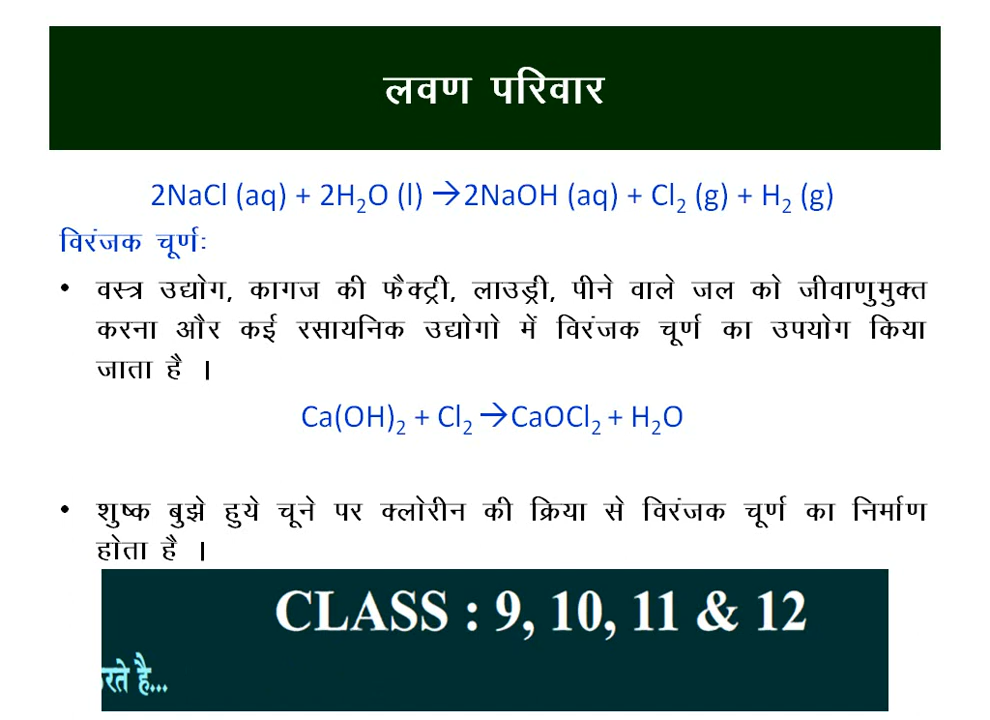 लवण परिवार
2NaCl (aq) + 2H₂O (l) →2NaOH (aq) + Cl₂ (g) + H₂ (g)
विरंजक चूर्णः
• वस्त्र उद्योग, कागज की फैक्ट्री, लाउड्री, पीने वाले जल को जीवाणुमुक्त
करना और कई रसायनिक उद्योगो में विरंजक चूर्ण का उपयोग किया
जाता है ।
Ca(OH)₂ + Cl₂ →CaOCl₂ + H₂O
• शुष्क बुझे हुये चूने पर क्लोरीन की क्रिया से विरंजक चूर्ण का निर्माण
होता है ।
CLASS : 9, 10, 11 & 12
रते है...